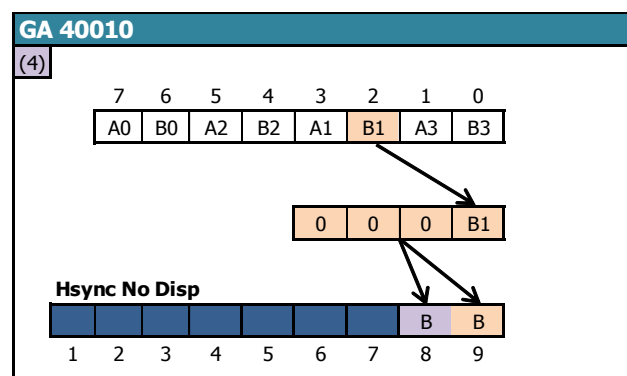 GA 40010
(4)
7 6 5 4 3 2 1 0
A0 B0 A2 B2 A1 B1 A3 B3
0 0 0 B1
Hsync No Disp
B B
1 2 3 4 5 6 7 8 9